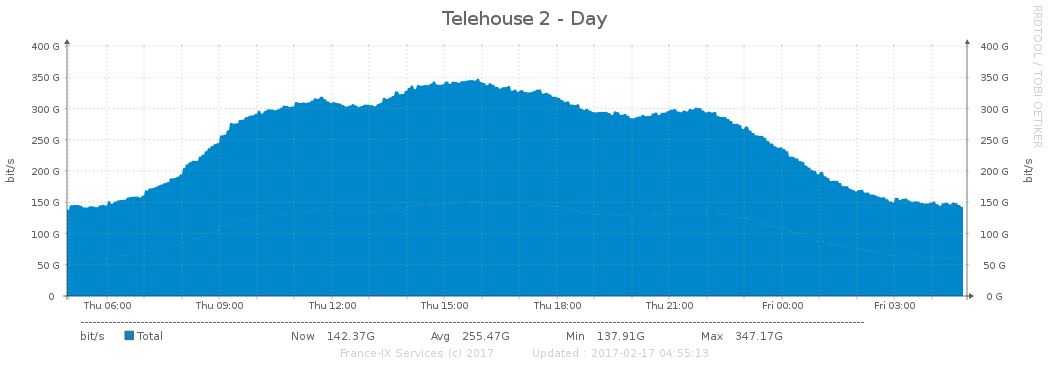 Telehouse 2 - Day
RRDTOOL / TOBI OETIKER
400 G 400 G
350 G 350 G
300 G 300 G
250 G 250 G
200 G 200 G
150 G 150 G
100 G 100 G
50 G 50 G
0 0 G
bit/s bit/s
Thu 06:00 Thu 09:00 Thu 12:00 Thu 15:00 Thu 18:00 Thu 21:00 Fri 00:00 Fri 03:00
bit/s Total Now 142.37G Avg 255.47G Min 137.91G Max 347.17G
France-IX Services (c) 2017 Updated : 2017-02-17 04:55:13